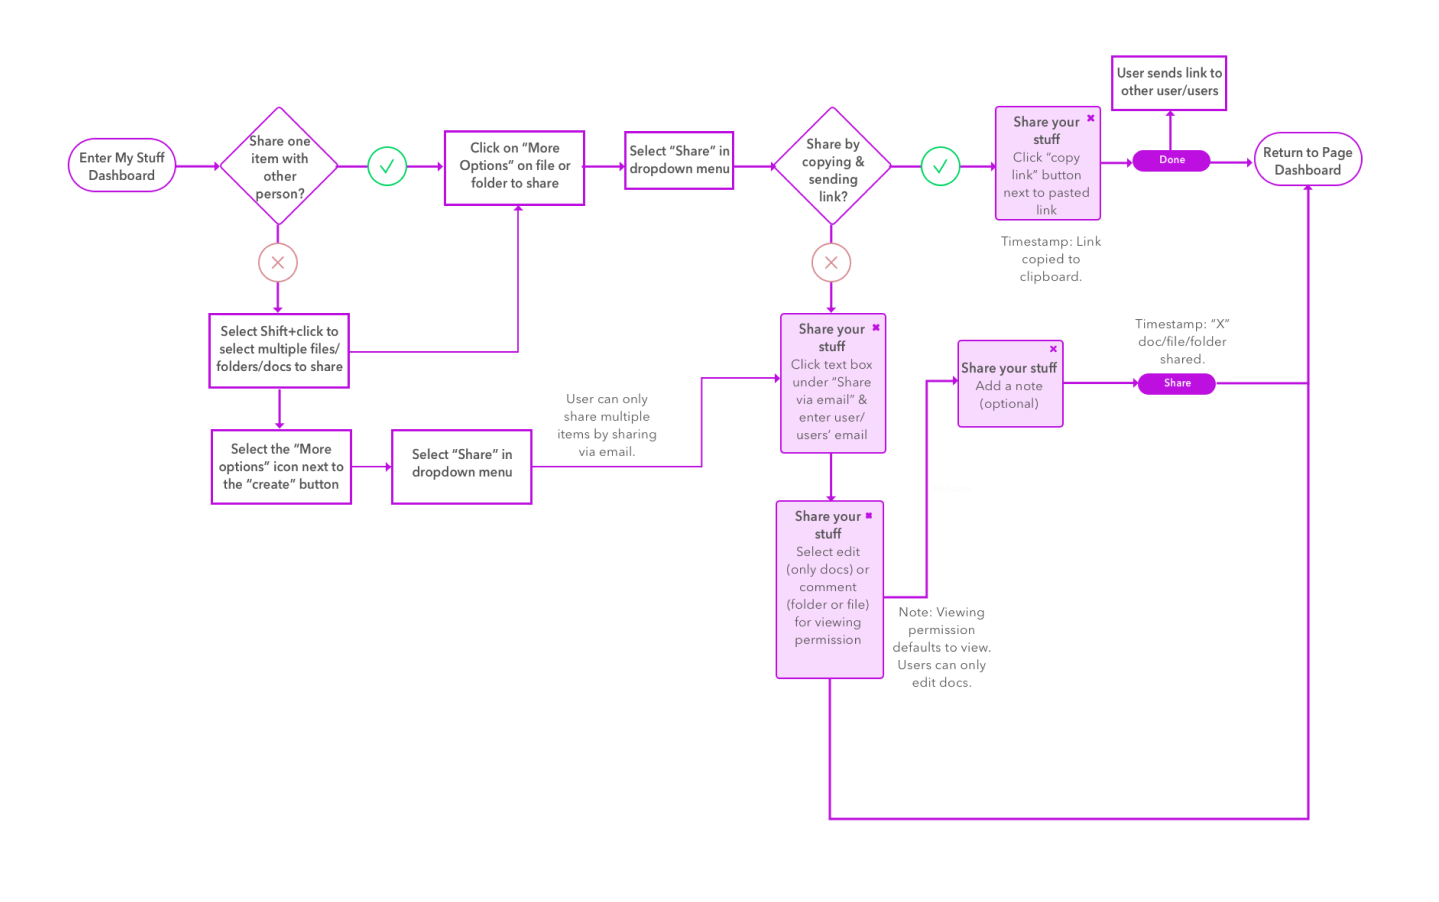 Enter My Stuff
Dashboard
Share one
item with
other
person?
Click on “More
Options” on file or
folder to share
Select “Share” in
dropdown menu
Share by
copying &
sending
link?
Share your
stuff
Click “copy
link” button
next to pasted
link
Timestamp: Link
copied to
clipboard.
User sends link to
other user/users
Done
Return to Page
Dashboard
Select Shift+click to
select multiple files/
folders/docs to share
Select the “More
options” icon next to
the “create” button
Select “Share” in
dropdown menu
User can only
share multiple
items by sharing
via email.
Share your
stuff
Click text box
under “Share
via email” &
enter user/
users’ email
Share your
stuff
Select edit
(only docs) or
comment
(folder or file)
for viewing
permission
Note: Viewing
permission
defaults to view.
Users can only
edit docs.
Share your stuff
Add a note
(optional)
Timestamp: “X”
doc/file/folder
shared.
Share